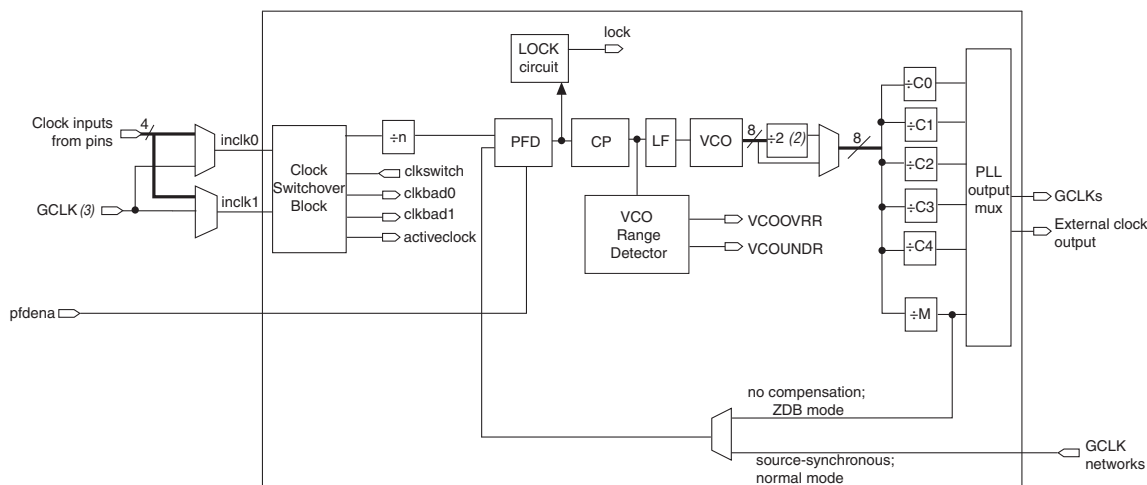 lock
LOCK
circuit
Clock inputs
from pins
4
inclk0
GCLK (3)
inclk1
Clock
Switchover
Block
÷n
clkswitch
clkbad0
clkbad1
activeclock
PFD
CP
LF
VCO
8
÷2 (2)
8
VCO
Range
Detector
VCOOVRR
VCOUNDR
÷C0
÷C1
÷C2
÷C3
÷C4
÷M
PLL
output
mux
GCLKs
External clock
output
pfdena
no compensation;
ZDB mode
source-synchronous;
normal mode
GCLK
networks